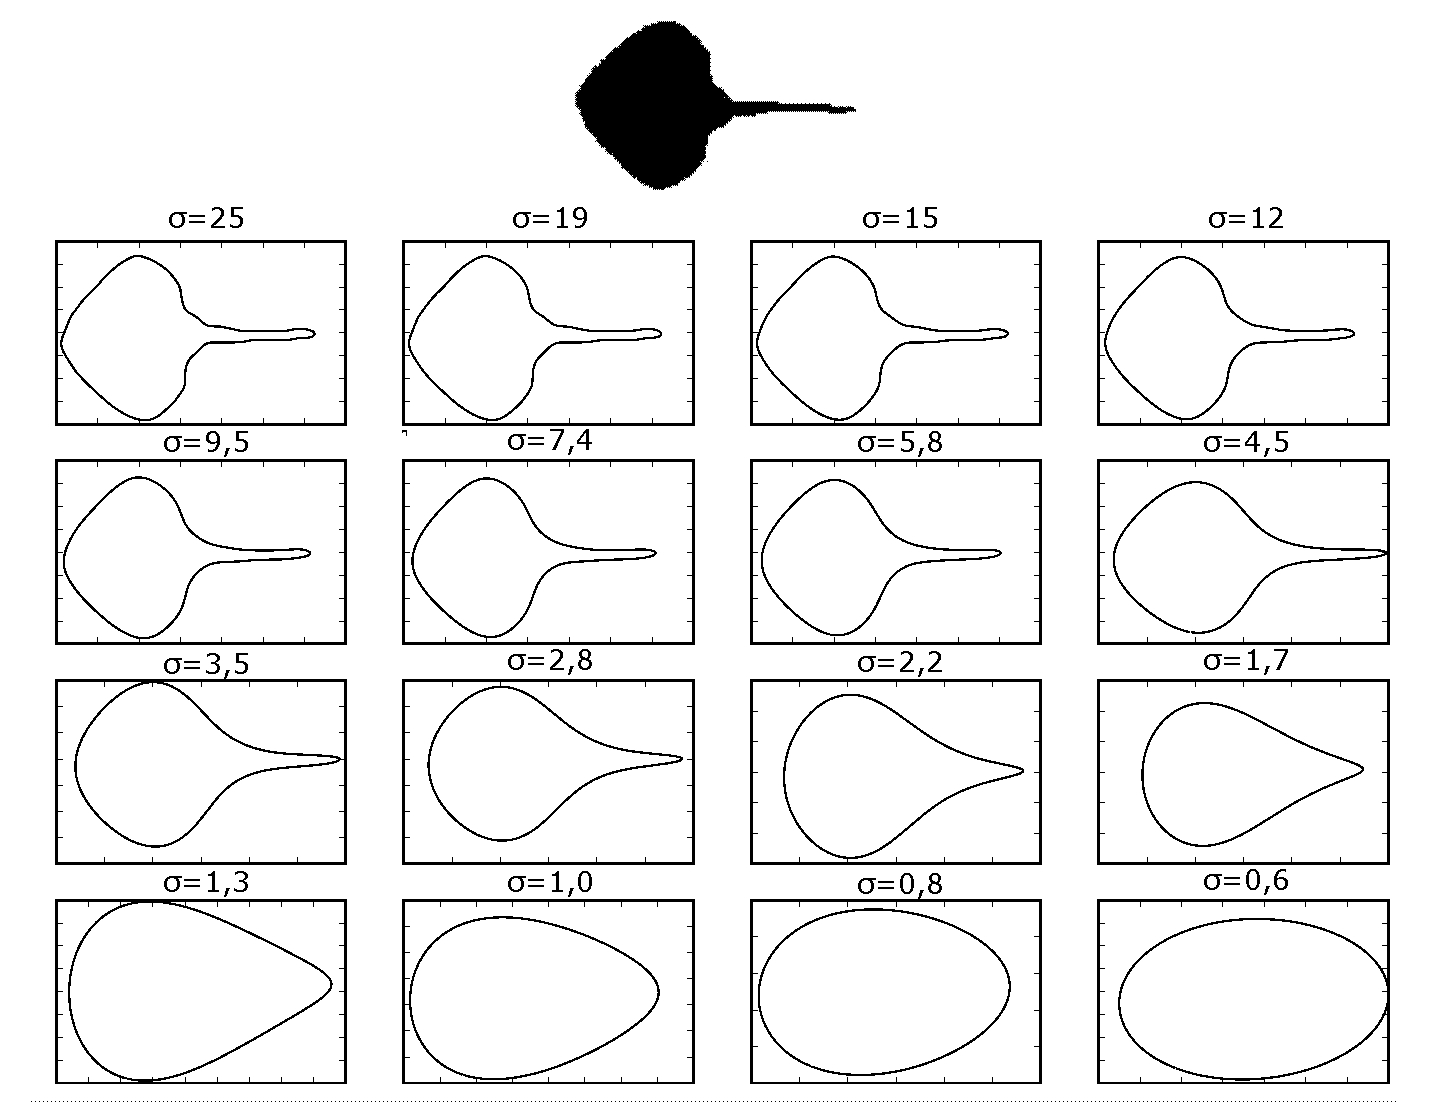 σ=25 σ=19 σ=15 σ=12
σ=9,5 σ=7,4 σ=5,8 σ=4,5
σ=3,5 σ=2,8 σ=2,2 σ=1,7
σ=1,3 σ=1,0 σ=0,8 σ=0,6